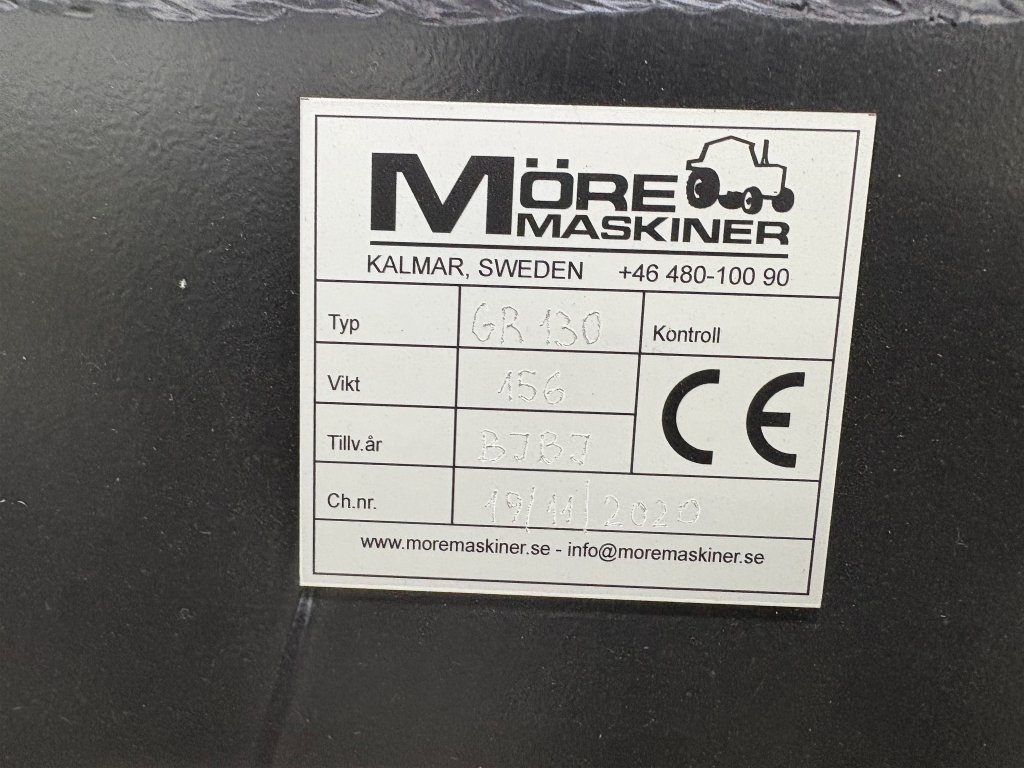 MÖRE
MASKINER
KALMAR, SWEDEN +46 480-100 90
Typ GR 130 Kontroll
Vikt 156 CE
Tillv.år BJBJ
Ch.nr. 19/11/2020
www.moremaskiner.se - info@moremaskiner.se